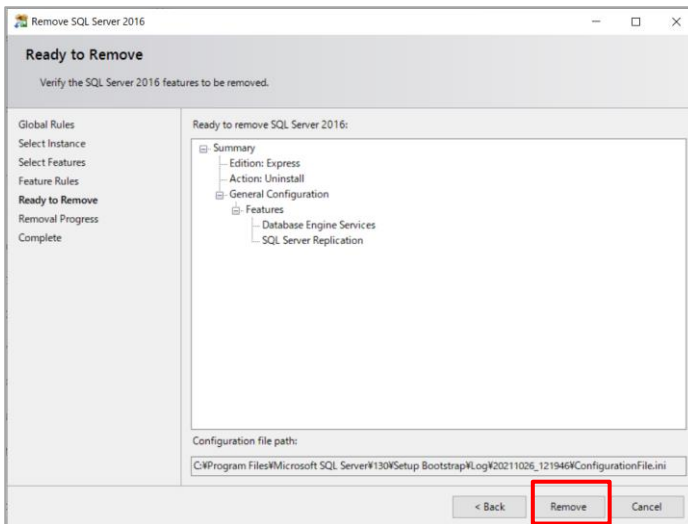 Remove SQL Server 2016
Ready to Remove
Verify the SQL Server 2016 features to be removed.
Global Rules
Select Instance
Select Features
Feature Rules
Ready to Remove
Removal Progress
Complete
Ready to remove SQL Server 2016:
Summary
Edition: Express
Action: Uninstall
General Configuration
Features
Database Engine Services
SQL Server Replication
Configuration file path:
C:¥Program Files¥Microsoft SQL Server¥130¥Setup Bootstrap¥Log¥20211026_121946¥ConfigurationFile.ini
< Back
Remove
Cancel